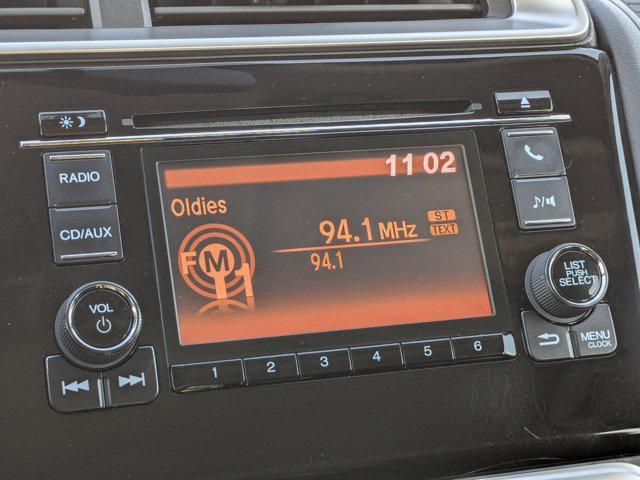 RADIO
CD/AUX
VOL
11 02
Oldies
94.1 MHz
ST
TEXT
94.1
FM
1
LIST
PUSH
SELECT
MENU
CLOCK
1 2 3 4 5 6